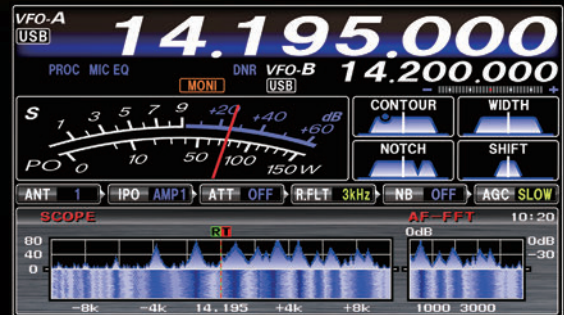 VFO-A
USB
14.195.000
PROC MIC EQ DNR VFO-B 14.200.000
MONI USB - +
S 1 3 5 7 9 +20 +40 +60 dB
PO 0 10 50 100 150 W
CONTOUR WIDTH
NOTCH SHIFT
ANT 1 IPO AMP1 ATT OFF R.FLT 3kHz NB OFF AGC SLOW
SCOPE AF-FFT 10:20
R T 0dB
80
40
0
0dB
-30
-8k -4k 14.195 +4k +8k 1000 3000